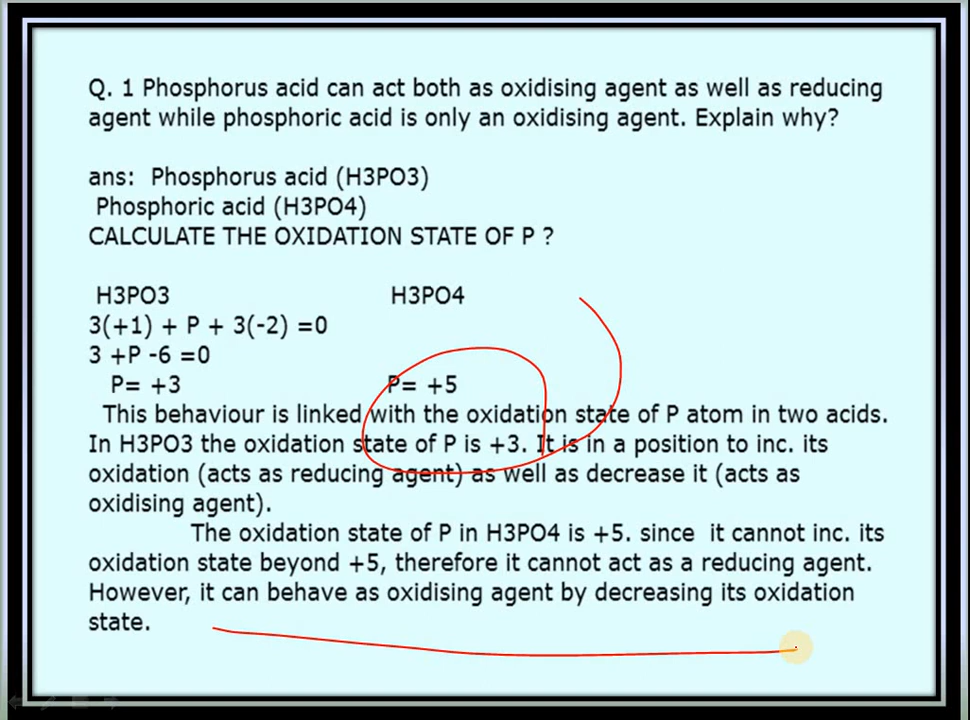 Q. 1 Phosphorus acid can act both as oxidising agent as well as reducing
agent while phosphoric acid is only an oxidising agent. Explain why?
ans:  Phosphorus acid (H3PO3)
Phosphoric acid (H3PO4)
CALCULATE THE OXIDATION STATE OF P ?
H3PO3 H3PO4
3(+1) + P + 3(-2) =0
3 +P -6 =0
P= +3 P= +5
This behaviour is linked with the oxidation state of P atom in two acids.
In H3PO3 the oxidation state of P is +3. It is in a position to inc. its
oxidation (acts as reducing agent) as well as decrease it (acts as
oxidising agent).
The oxidation state of P in H3PO4 is +5. since  it cannot inc. its
oxidation state beyond +5, therefore it cannot act as a reducing agent.
However, it can behave as oxidising agent by decreasing its oxidation
state.